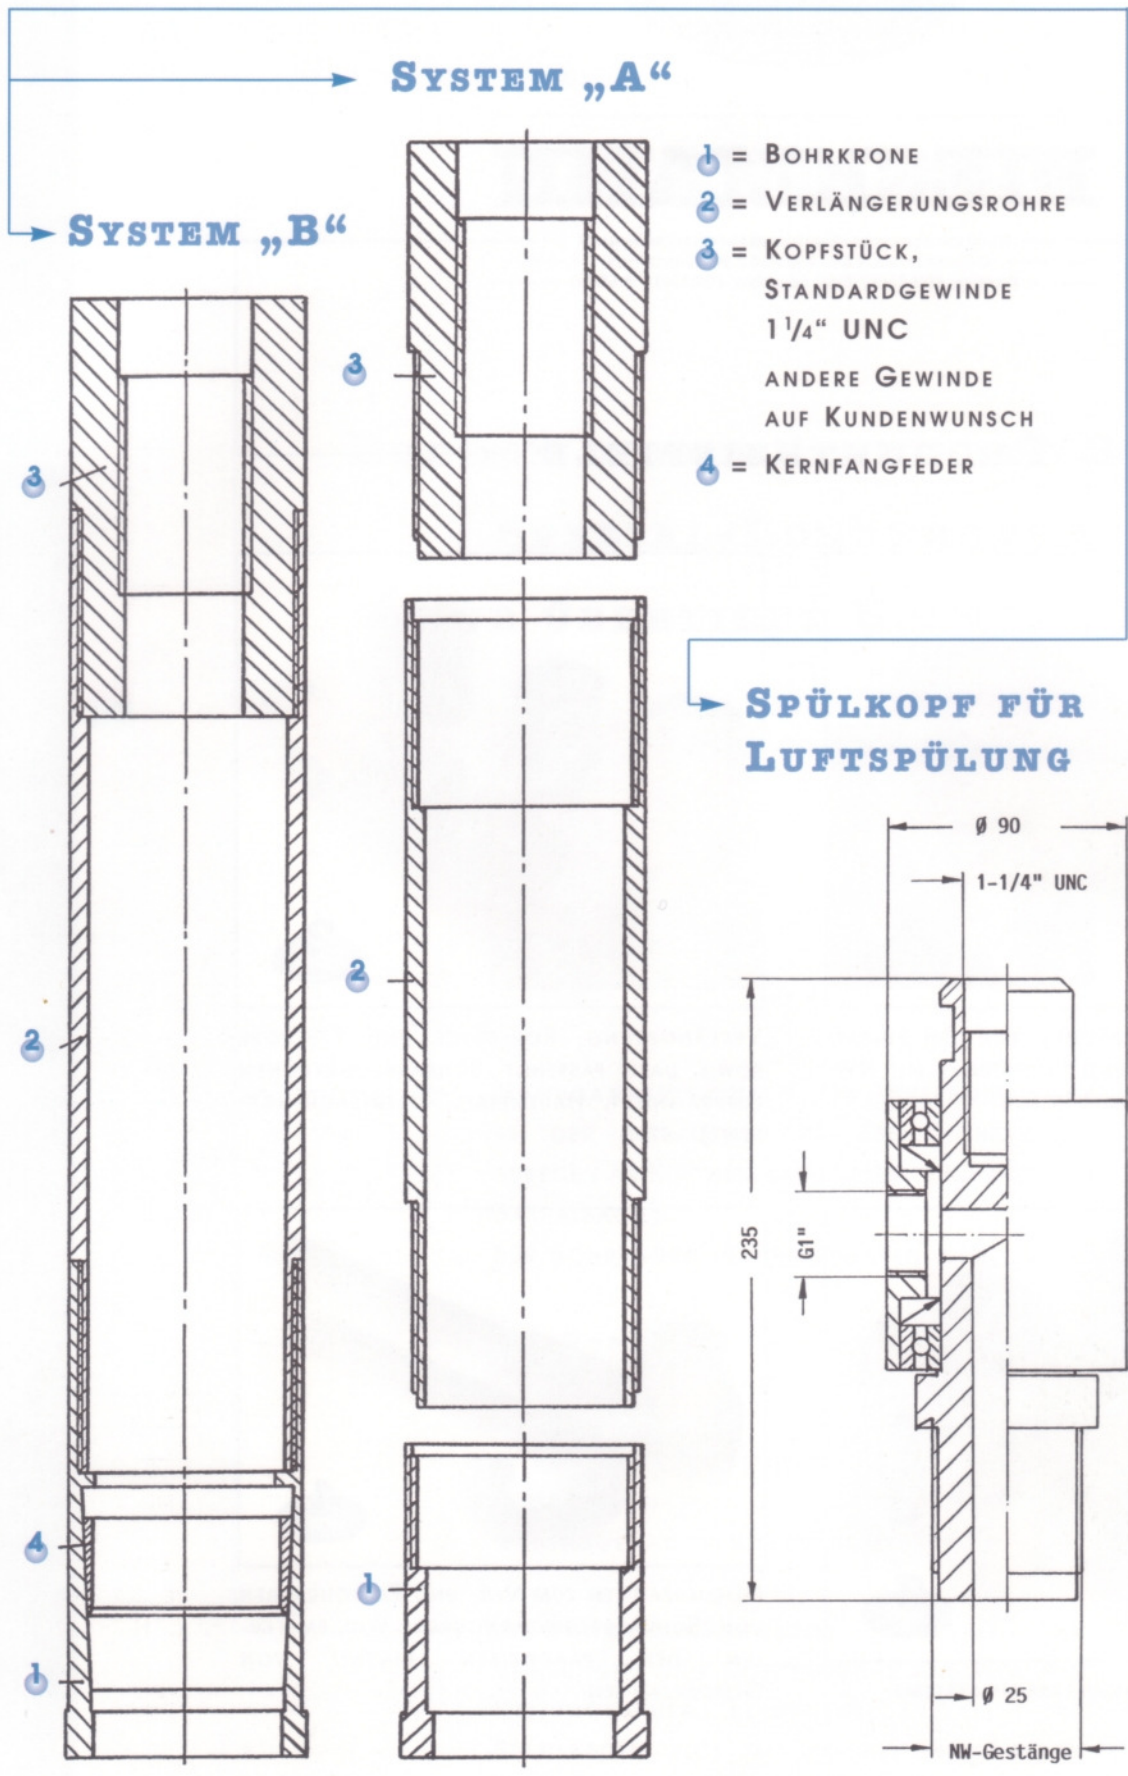 SYSTEM „A“
1 = BOHRKRONE
2 = VERLÄNGERUNGSROHRE
3 = KOPFSTÜCK,
STANDARDGEWINDE
1 1/4“ UNC
ANDERE GEWINDE
AUF KUNDENWUNSCH
4 = KERNFANGFEDER
SYSTEM „B“
3
3
2
2
4
1
1
SPÜLKOPF FÜR
LUFTSPÜLUNG
Ø 90
1-1/4" UNC
235
G1"
Ø 25
NW-Gestänge